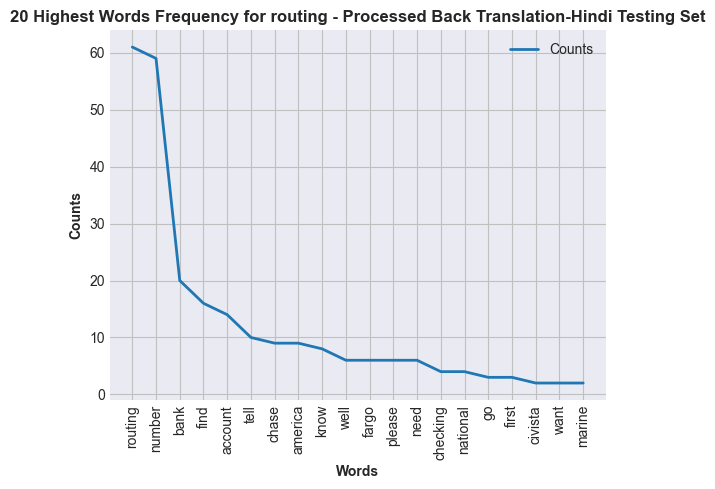 20 Highest Words Frequency for routing - Processed Back Translation-Hindi Testing Set
Counts
60
50
40
30
20
10
0
Counts
routing
number
bank
find
account
tell
chase
america
know
well
fargo
please
need
checking
national
go
first
civista
want
marine
Words